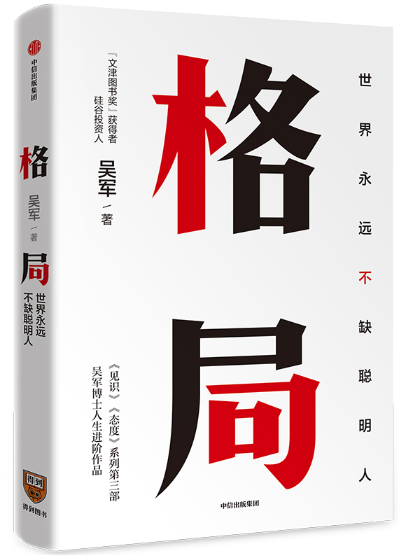 中信出版集团
格局
吴军/著
世界永远
不缺聪明人
得到
得到图书
世界永远不缺聪明人
格局
「文津图书奖」获得者
硅谷投资人
吴军/著
《见识》《态度》系列第三部
吴军博士人生进阶作品
中信出版集团